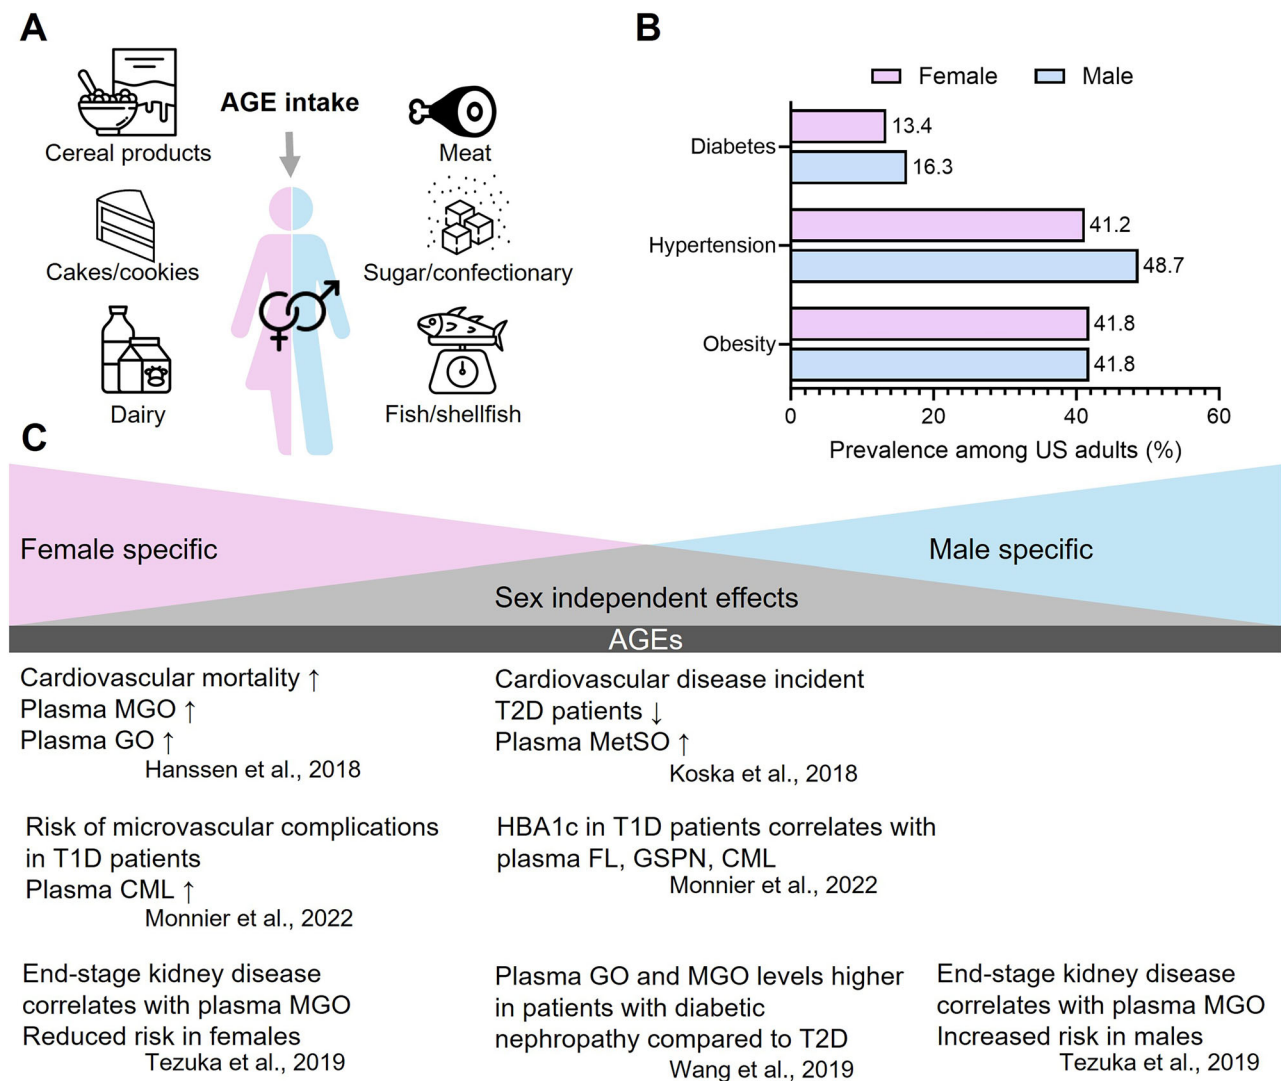 A
AGE intake
Cereal products
Meat
Cakes/cookies
Sugar/confectionary
Dairy
Fish/shellfish
B
Female
Male
Diabetes
13.4
16.3
Hypertension
41.2
48.7
Obesity
41.8
41.8
0 20 40 60
Prevalence among US adults (%)
C
Female specific
Male specific
Sex independent effects
AGEs
Cardiovascular mortality ↑
Plasma MGO ↑
Plasma GO ↑
Hanssen et al., 2018
Risk of microvascular complications
in T1D patients
Plasma CML ↑
Monnier et al., 2022
End-stage kidney disease
correlates with plasma MGO
Reduced risk in females
Tezuka et al., 2019
Cardiovascular disease incident
T2D patients ↓
Plasma MetSO ↑
Koska et al., 2018
HBA1c in T1D patients correlates with
plasma FL, GSPN, CML
Monnier et al., 2022
Plasma GO and MGO levels higher
in patients with diabetic
nephropathy compared to T2D
Wang et al., 2019
End-stage kidney disease
correlates with plasma MGO
Increased risk in males
Tezuka et al., 2019